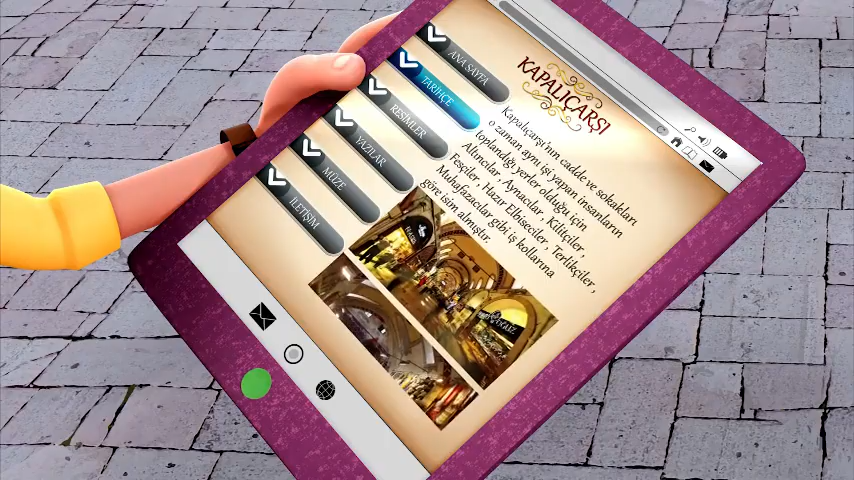 KAPALIÇARŞI
ANA SAYFA
TARİHÇE
RESİMLER
YAZILAR
MÜZE
İLETİŞİM
Kapalıçarşı'nın cadde ve sokakları
o zaman aynı işi yapan insanların
toplandığı yerler olduğu için
Altıncılar, Aynacılar, Kilitçiler,
Fesçiler, Hazır Elbiseciler, Terlikçiler,
Muhafazacılar gibi iş kollarına
göre isim almıştır.